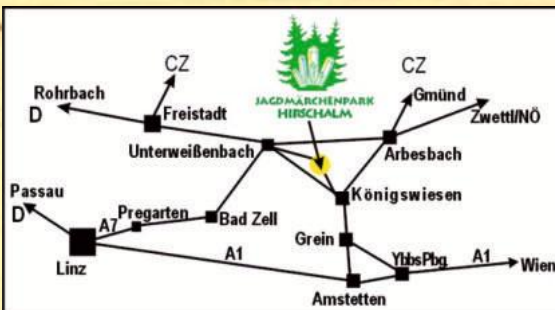 CZ
CZ
Rohrbach
D
Freistadt
JAGDMÄRCHENPARK
HIRSCHALM
Gmünd
Zwettl/NÖ
Unterweißenbach
Arbesbach
Passau
D
A7
Pregarten
Bad Zell
Königswiesen
Linz
A1
Grein
YbbsPbg.
A1
Wien
Amstetten